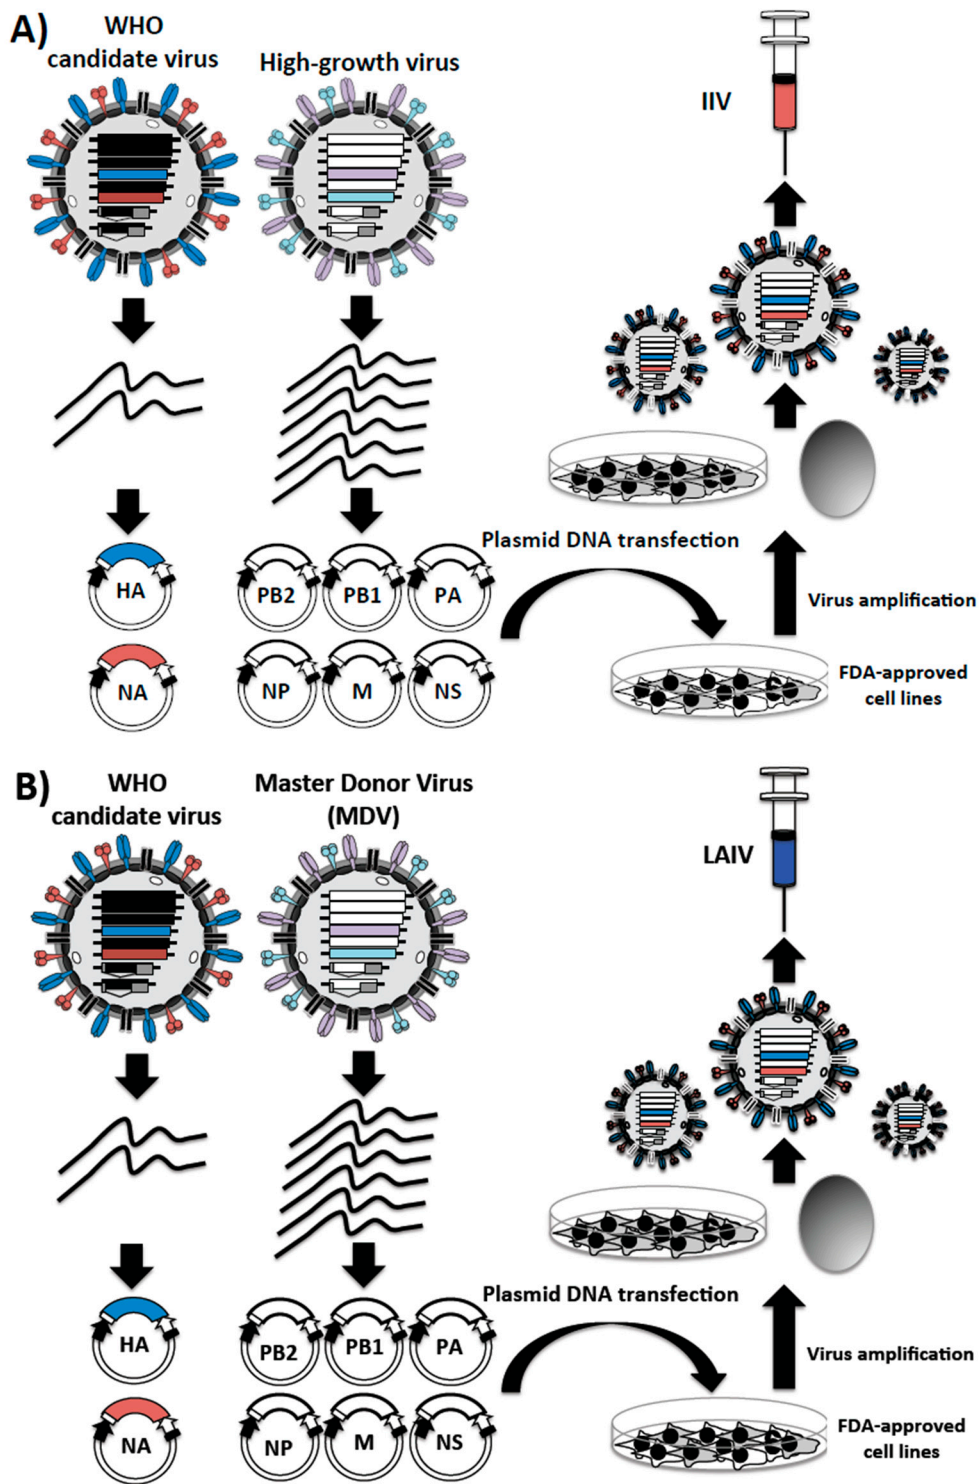 A)
WHO
candidate virus
High-growth virus
IIV
HA
PB2
PB1
PA
NA
NP
M
NS
Plasmid DNA transfection
Virus amplification
FDA-approved
cell lines
B)
WHO
candidate virus
Master Donor Virus
(MDV)
LAIV
HA
PB2
PB1
PA
NA
NP
M
NS
Plasmid DNA transfection
Virus amplification
FDA-approved
cell lines